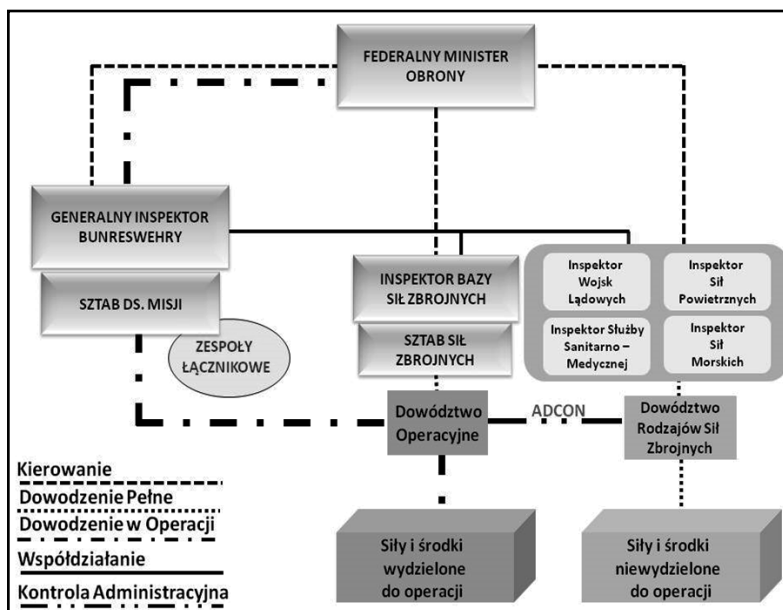 FEDERALNY MINISTER
OBRONY
GENERALNY INSPEKTOR
BUNRESWEHRY
SZTAB DS. MISJI
ZESPOŁY
ŁĄCZNIKOWE
INSPEKTOR BAZY
SIŁ ZBROJNYCH
SZTAB SIŁ
ZBROJNYCH
Inspektor
Wojsk
Lądowych
Inspektor
Sił
Powietrznych
Inspektor Służby
Sanitarno –
Medycznej
Inspektor
Sił
Morskich
Dowództwo
Operacyjne
ADCON
Dowództwo
Rodzajów Sił
Zbrojnych
Kierowanie
Dowodzenie Pełne
Dowodzenie w Operacji
Współdziałanie
Kontrola Administracyjna
Siły i środki
wydzielone
do operacji
Siły i środki
niewydzielone
do operacji